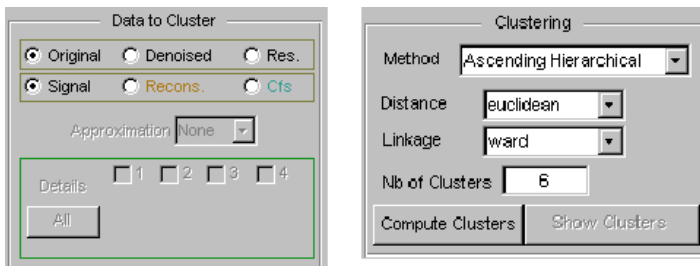 Data to Cluster
Original Denoised Res.
Signal Recons. Cfs
Approximation None
Details 1 2 3 4
All
Clustering
Method Ascending Hierarchical
Distance euclidean
Linkage ward
Nb of Clusters 6
Compute Clusters Show Clusters